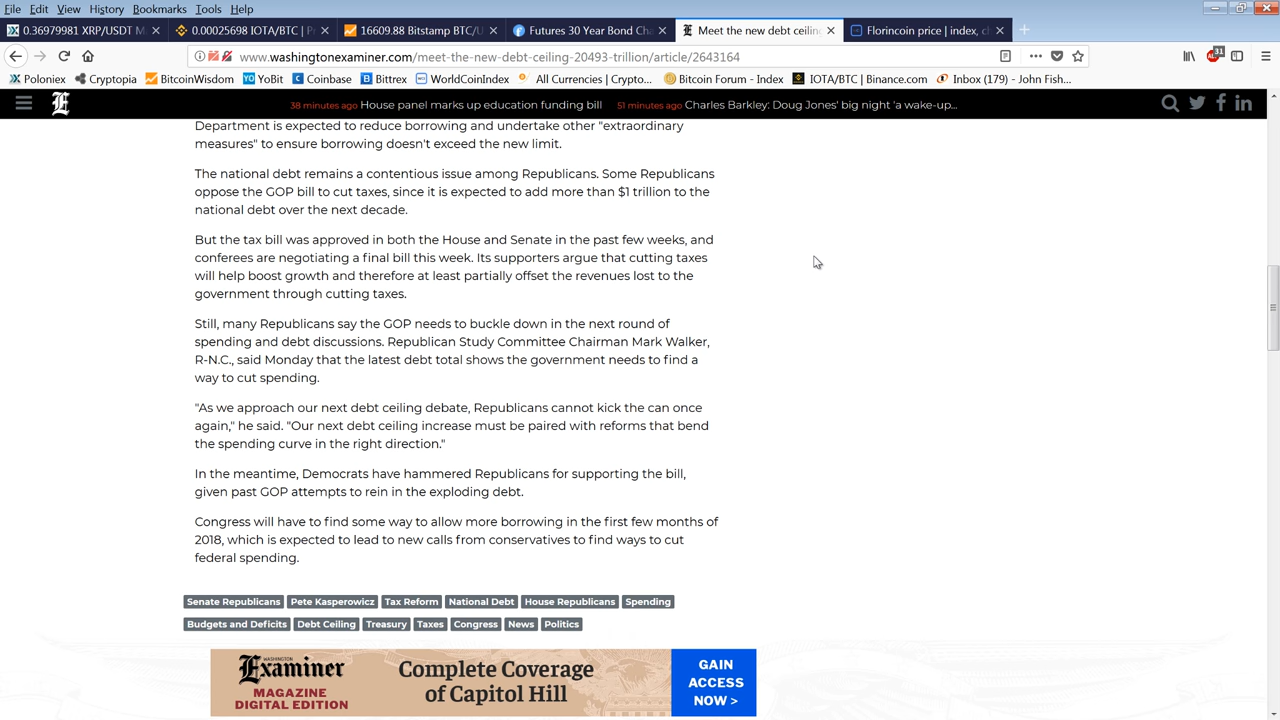 File Edit View History Bookmarks Tools Help
0.36979981 XRP/USDT M
0.00025698 IOTA/BTC | P
16609.88 Bitstamp BTC/U
Futures 30 Year Bond Cha
Meet the new debt ceiling
Florincoin price | index, c
www.washingtonexaminer.com/meet-the-new-debt-ceiling-20493-trillion/article/2643164
31
Poloniex Cryptopia BitcoinWisdom YoBit Coinbase Bittrex WorldCoinIndex All Currencies | Crypto... Bitcoin Forum - Index IOTA/BTC | Binance.com Inbox (179) - John Fish...
E 38 minutes ago House panel marks up education funding bill 51 minutes ago Charles Barkley: Doug Jones' big night 'a wake-up...
Department is expected to reduce borrowing and undertake other "extraordinary
measures" to ensure borrowing doesn't exceed the new limit.
The national debt remains a contentious issue among Republicans. Some Republicans
oppose the GOP bill to cut taxes, since it is expected to add more than $1 trillion to the
national debt over the next decade.
But the tax bill was approved in both the House and Senate in the past few weeks, and
conferees are negotiating a final bill this week. Its supporters argue that cutting taxes
will help boost growth and therefore at least partially offset the revenues lost to the
government through cutting taxes.
Still, many Republicans say the GOP needs to buckle down in the next round of
spending and debt discussions. Republican Study Committee Chairman Mark Walker,
R-N.C., said Monday that the latest debt total shows the government needs to find a
way to cut spending.
"As we approach our next debt ceiling debate, Republicans cannot kick the can once
again," he said. "Our next debt ceiling increase must be paired with reforms that bend
the spending curve in the right direction."
In the meantime, Democrats have hammered Republicans for supporting the bill,
given past GOP attempts to rein in the exploding debt.
Congress will have to find some way to allow more borrowing in the first few months of
2018, which is expected to lead to new calls from conservatives to find ways to cut
federal spending.
Senate Republicans Pete Kasperowicz Tax Reform National Debt House Republicans Spending
Budgets and Deficits Debt Ceiling Treasury Taxes Congress News Politics
WASHINGTON
Examiner
MAGAZINE
DIGITAL EDITION
Complete Coverage
of Capitol Hill
GAIN
ACCESS
NOW >